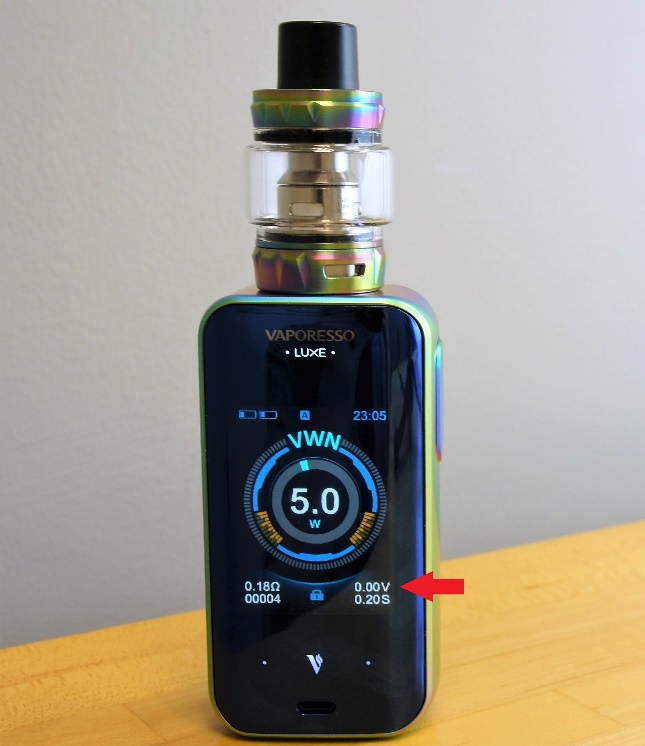 VAPORESSO
• LUXE •
A 23:05
VWN
5.0
W
0.18Ω 0.00V
00004 0.20S